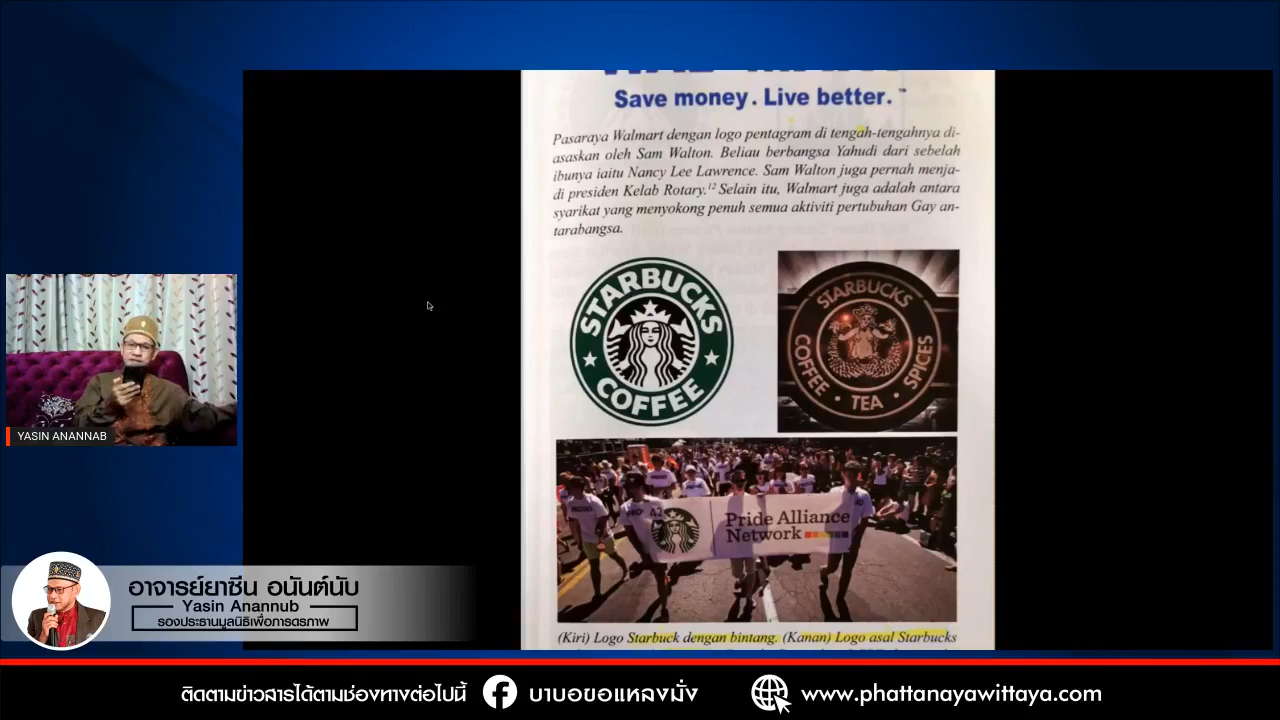 Save money. Live better.™
Pasaraya Walmart dengan logo pentagram di tengah-tengahnya di-
asaskan oleh Sam Walton. Beliau berbangsa Yahudi dari sebelah
ibunya iaitu Nancy Lee Lawrence. Sam Walton juga pernah menja-
di presiden Kelab Rotary.¹² Selain itu, Walmart juga adalah antara
syarikat yang menyokong penuh semua aktiviti pertubuhan Gay an-
tarabangsa.
STARBUCKS
COFFEE
STARBUCKS
COFFEE • TEA • SPICES
Pride Alliance
Network
(Kiri) Logo Starbuck dengan bintang. (Kanan) Logo asal Starbucks
YASIN ANANNAB
อาจารย์ยาซีน อนันต์นับ
Yasin Anannub
รองประธานมูลนิธิเพื่อการตรภาพ
ติดตามข่าวสารได้ตามช่องทางต่อไปนี้
บาบอขอแหลงมั่ง
www.phattanayawittaya.com